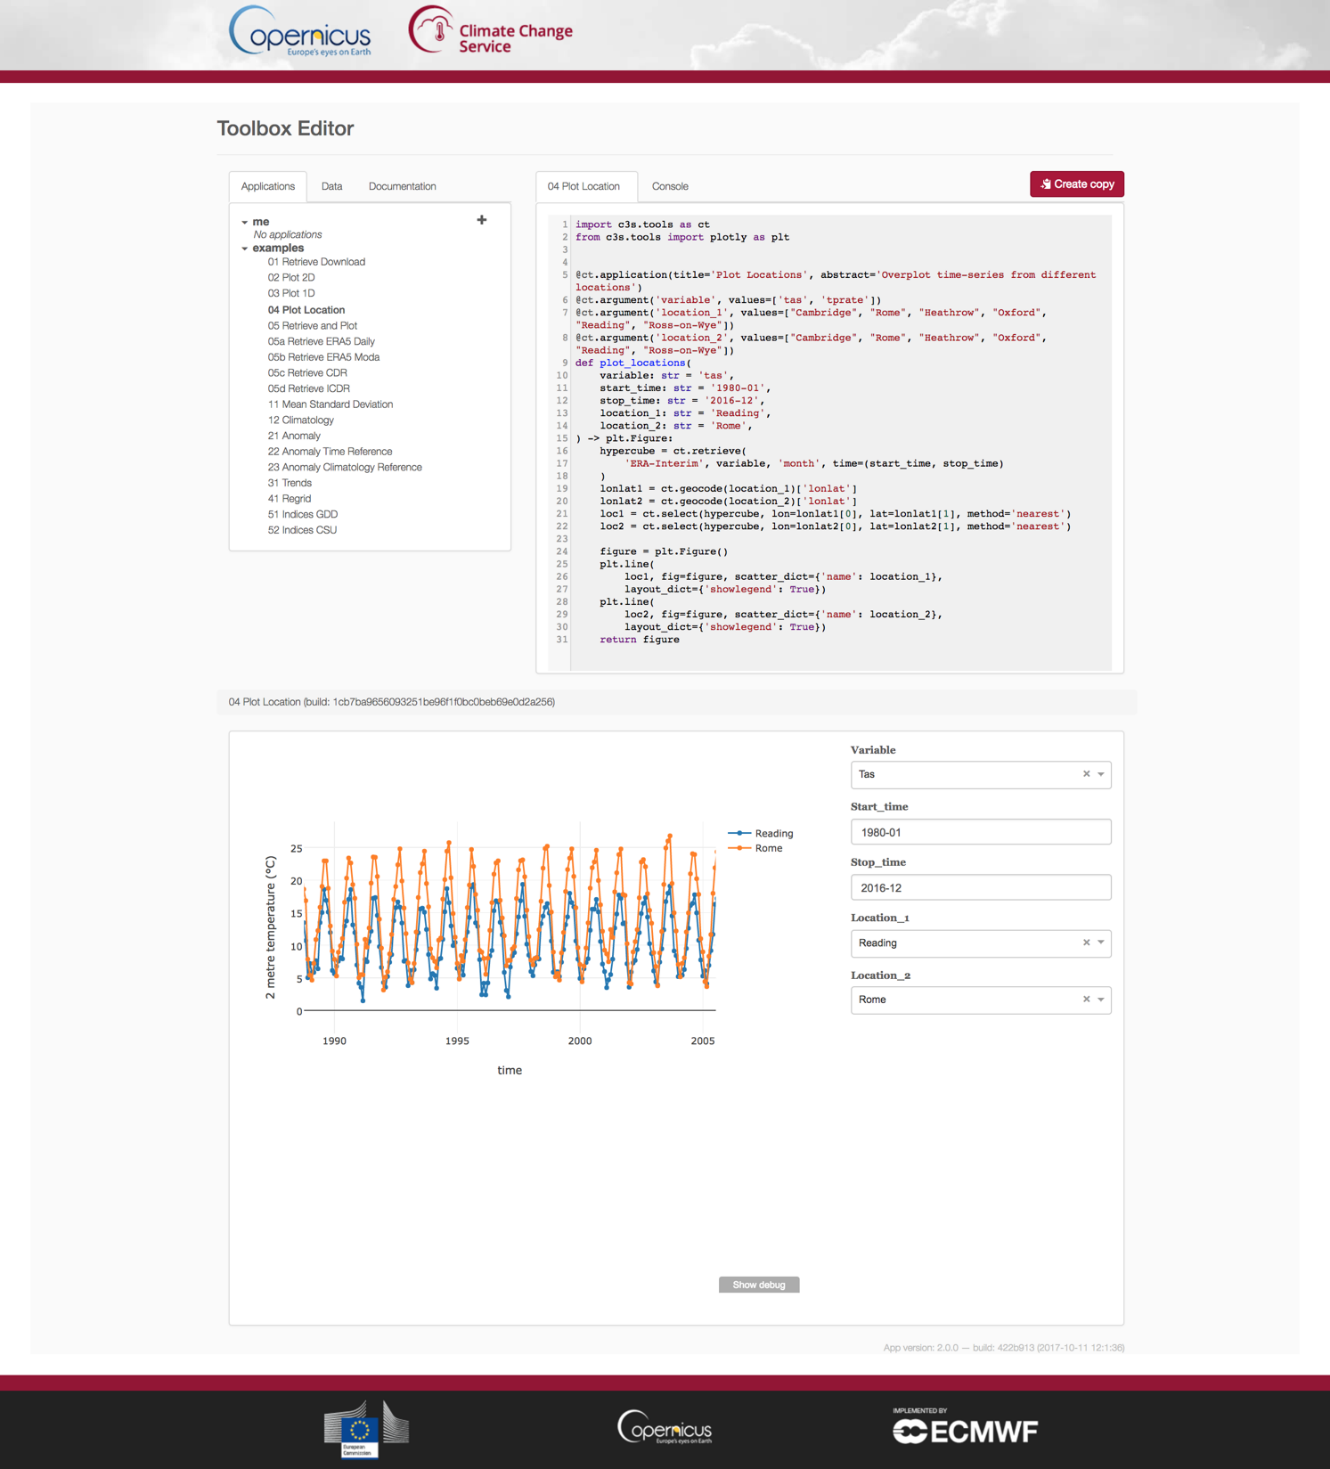 opernicus
Europe's eyes on Earth
Climate Change
Service
Toolbox Editor
Applications Data Documentation
me
No applications
examples
01 Retrieve Download
02 Plot 2D
03 Plot 1D
04 Plot Location
05 Retrieve and Plot
05a Retrieve ERA5 Daily
05b Retrieve ERA5 Moda
05c Retrieve CDR
05d Retrieve ICDR
11 Mean Standard Deviation
12 Climatology
21 Anomaly
22 Anomaly Time Reference
23 Anomaly Climatology Reference
31 Trends
41 Regrid
51 Indices GDD
52 Indices CSU
04 Plot Location Console
Create copy
1 import c3s.tools as ct
2 from c3s.tools import plotly as plt
3
4
5 @ct.application(title='Plot Locations', abstract='Overplot time-series from different
locations')
6 @ct.argument('variable', values=['tas', 'tprate'])
7 @ct.argument('location_1', values=["Cambridge", "Rome", "Heathrow", "Oxford",
"Reading", "Ross-on-Wye"])
8 @ct.argument('location_2', values=["Cambridge", "Rome", "Heathrow", "Oxford",
"Reading", "Ross-on-Wye"])
9 def plot_locations(
10 variable: str = 'tas',
11 start_time: str = '1980-01',
12 stop_time: str = '2016-12',
13 location_1: str = 'Reading',
14 location_2: str = 'Rome',
15 ) -> plt.Figure:
16 hypercube = ct.retrieve(
17 'ERA-Interim', variable, 'month', time=(start_time, stop_time)
18 )
19 lonlat1 = ct.geocode(location_1)['lonlat']
20 lonlat2 = ct.geocode(location_2)['lonlat']
21 loc1 = ct.select(hypercube, lon=lonlat1[0], lat=lonlat1[1], method='nearest')
22 loc2 = ct.select(hypercube, lon=lonlat2[0], lat=lonlat2[1], method='nearest')
23
24 figure = plt.Figure()
25 plt.line(
26 loc1, fig=figure, scatter_dict={'name': location_1},
27 layout_dict={'showlegend': True})
28 plt.line(
29 loc2, fig=figure, scatter_dict={'name': location_2},
30 layout_dict={'showlegend': True})
31 return figure
04 Plot Location (build: 1cb7ba9656093251be96f1f0bc0beb69e0d2a256)
25
20
15
10
5
0
2 metre temperature (°C)
1990 1995 2000 2005
time
Reading
Rome
Variable
Tas
Start_time
1980-01
Stop_time
2016-12
Location_1
Reading
Location_2
Rome
Show debug
App version: 2.0.0 — build: 422b913 (2017-10-11 12:1:36)
European
Commission
opernicus
Europe's eyes on Earth
IMPLEMENTED BY
ECMWF